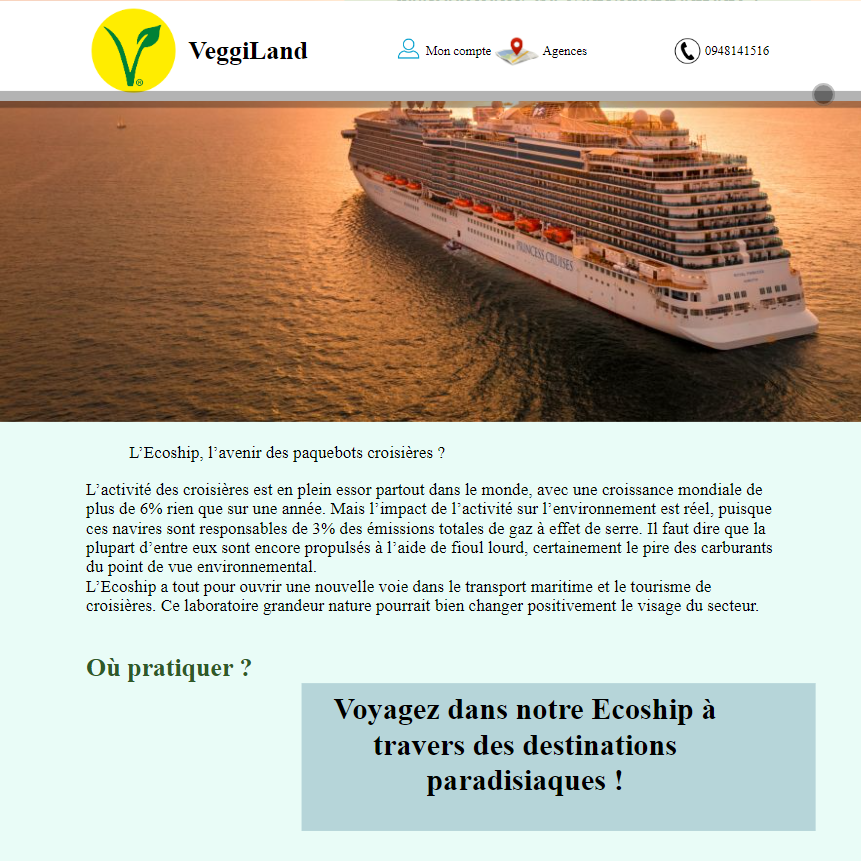 VeggiLand
Mon compte
Agences
0948141516
PRINCESS CRUISES
L’Ecoship, l’avenir des paquebots croisières ?
L’activité des croisières est en plein essor partout dans le monde, avec une croissance mondiale de
plus de 6% rien que sur une année. Mais l’impact de l’activité sur l’environnement est réel, puisque
ces navires sont responsables de 3% des émissions totales de gaz à effet de serre. Il faut dire que la
plupart d’entre eux sont encore propulsés à l’aide de fioul lourd, certainement le pire des carburants
du point de vue environnemental.
L’Ecoship a tout pour ouvrir une nouvelle voie dans le transport maritime et le tourisme de
croisières. Ce laboratoire grandeur nature pourrait bien changer positivement le visage du secteur.
Où pratiquer ?
Voyagez dans notre Ecoship à
travers des destinations
paradisiaques !